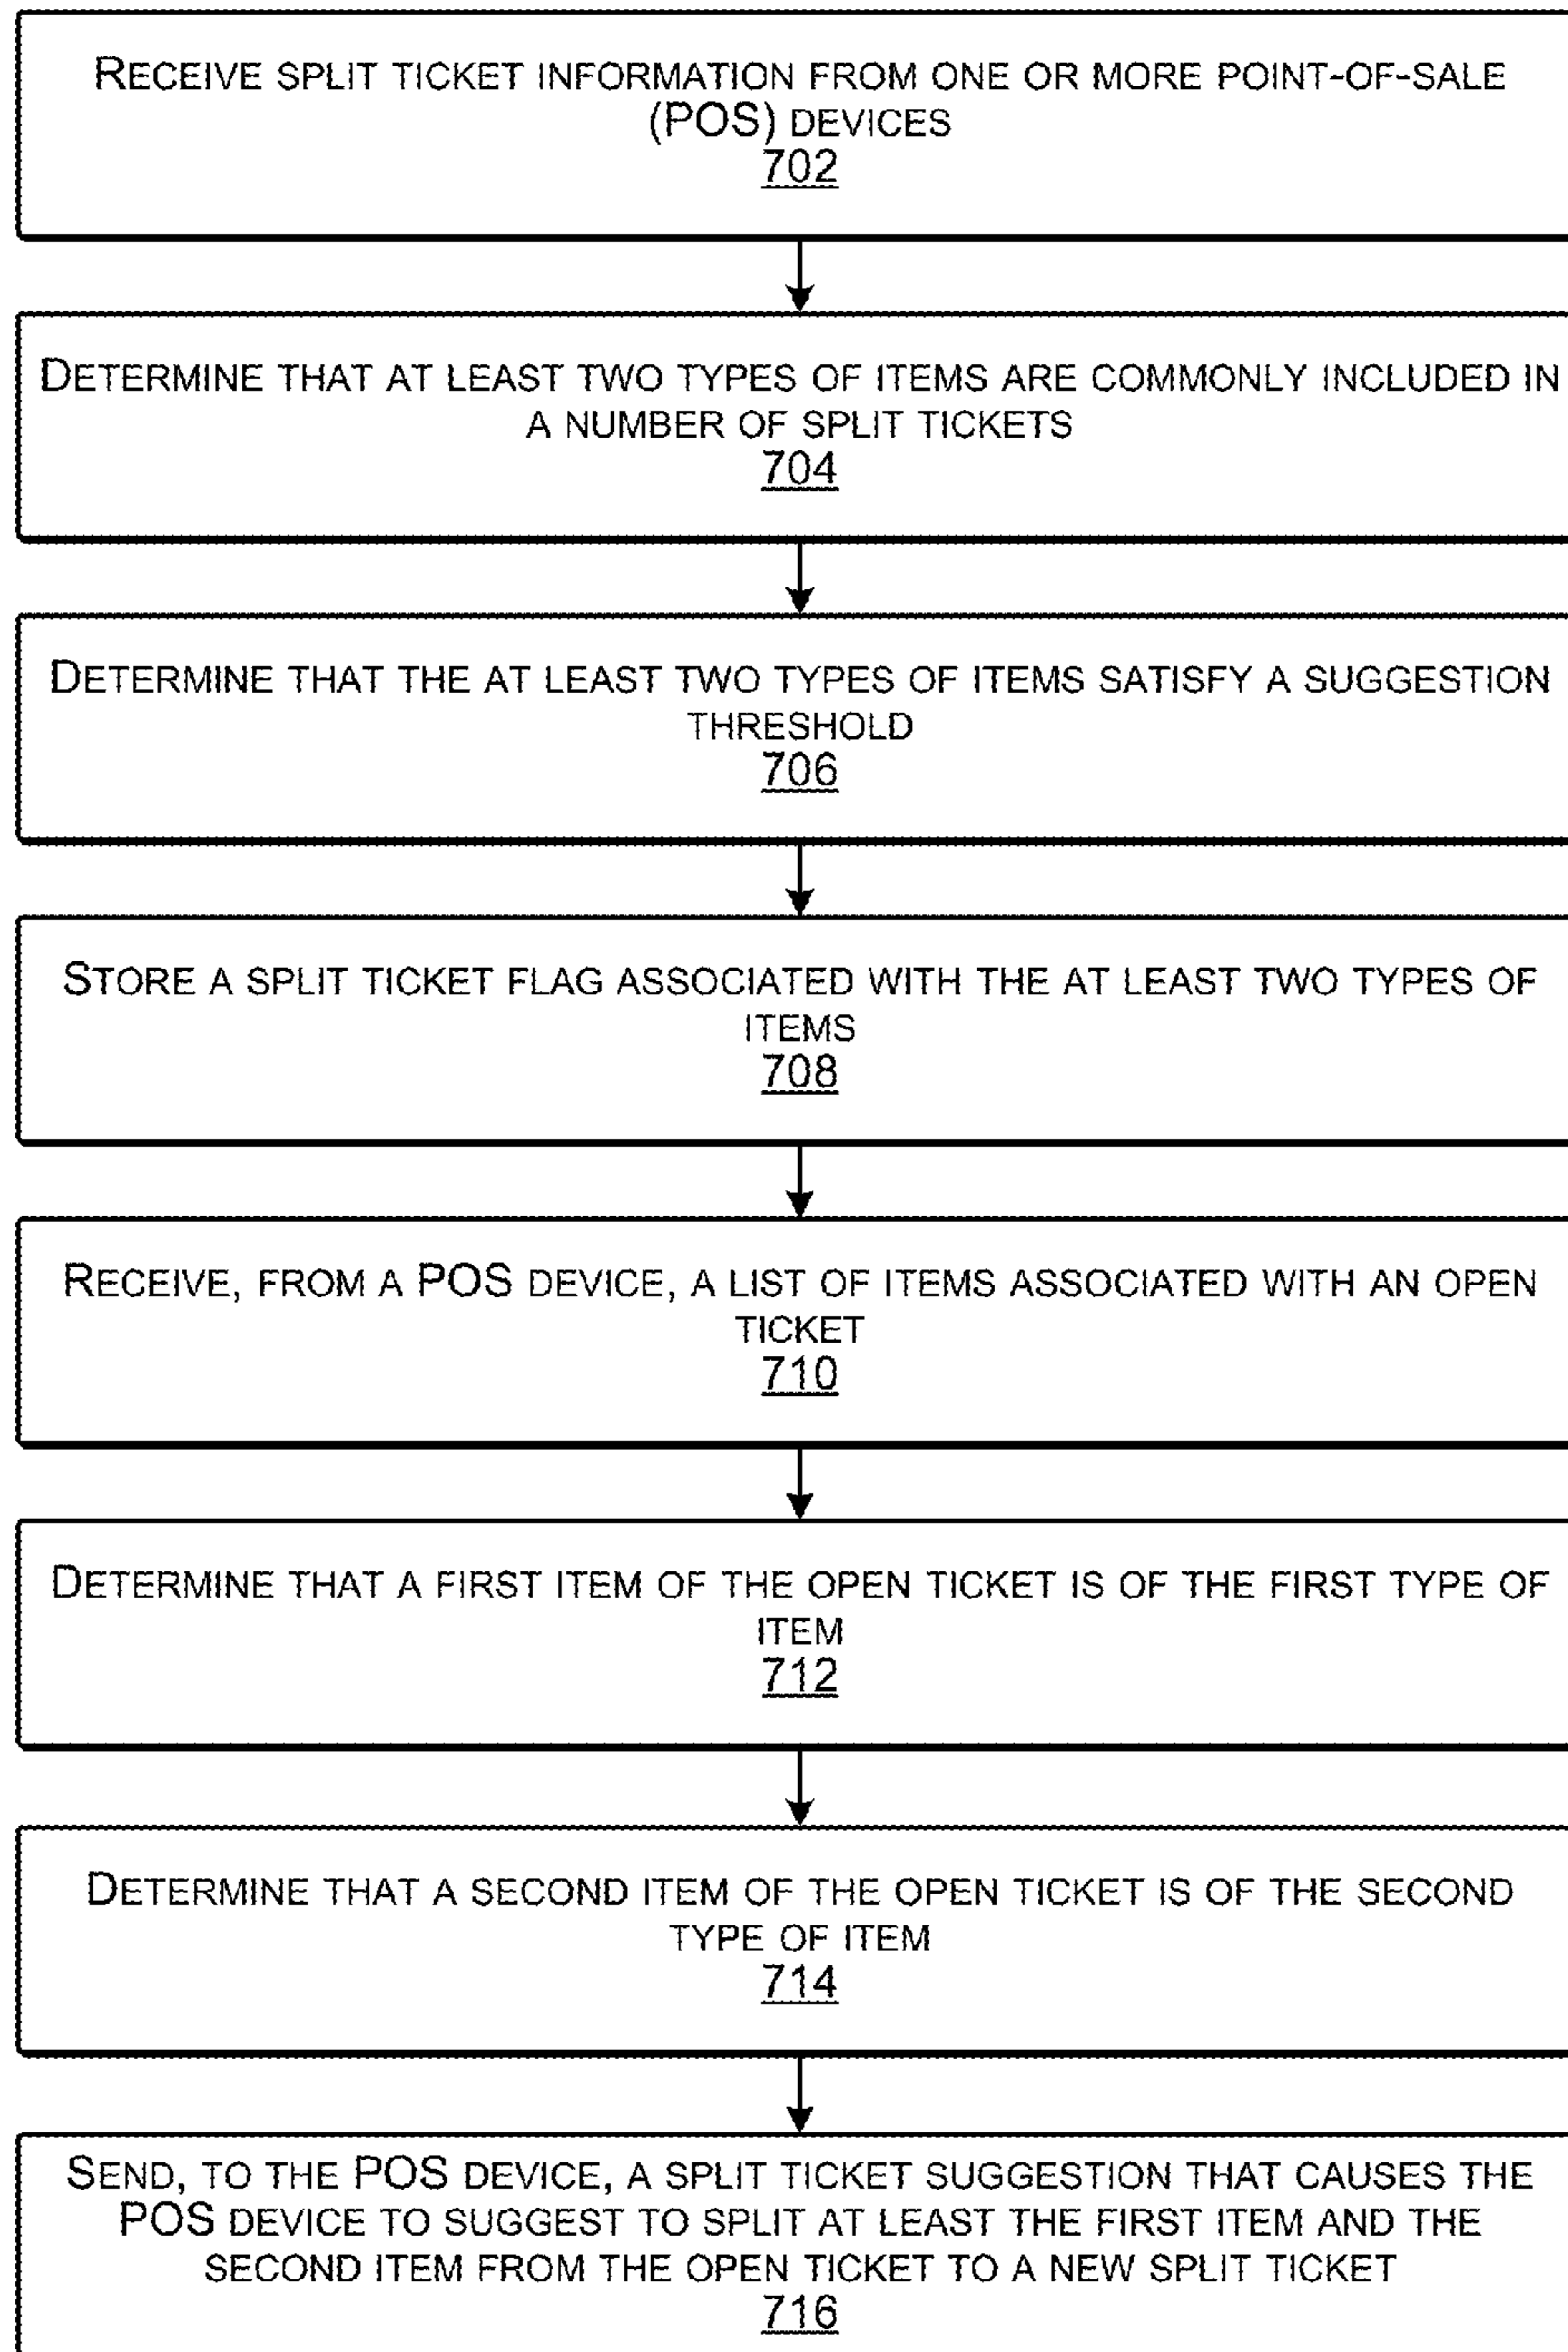 RECEIVE SPLIT TICKET INFORMATION FROM ONE OR MORE POINT-OF-SALE
(POS) DEVICES
702
DETERMINE THAT AT LEAST TWO TYPES OF ITEMS ARE COMMONLY INCLUDED IN
A NUMBER OF SPLIT TICKETS
704
DETERMINE THAT THE AT LEAST TWO TYPES OF ITEMS SATISFY A SUGGESTION
THRESHOLD
706
STORE A SPLIT TICKET FLAG ASSOCIATED WITH THE AT LEAST TWO TYPES OF
ITEMS
708
RECEIVE, FROM A POS DEVICE, A LIST OF ITEMS ASSOCIATED WITH AN OPEN
TICKET
710
DETERMINE THAT A FIRST ITEM OF THE OPEN TICKET IS OF THE FIRST TYPE OF
ITEM
712
DETERMINE THAT A SECOND ITEM OF THE OPEN TICKET IS OF THE SECOND
TYPE OF ITEM
714
SEND, TO THE POS DEVICE, A SPLIT TICKET SUGGESTION THAT CAUSES THE
POS DEVICE TO SUGGEST TO SPLIT AT LEAST THE FIRST ITEM AND THE
SECOND ITEM FROM THE OPEN TICKET TO A NEW SPLIT TICKET
716